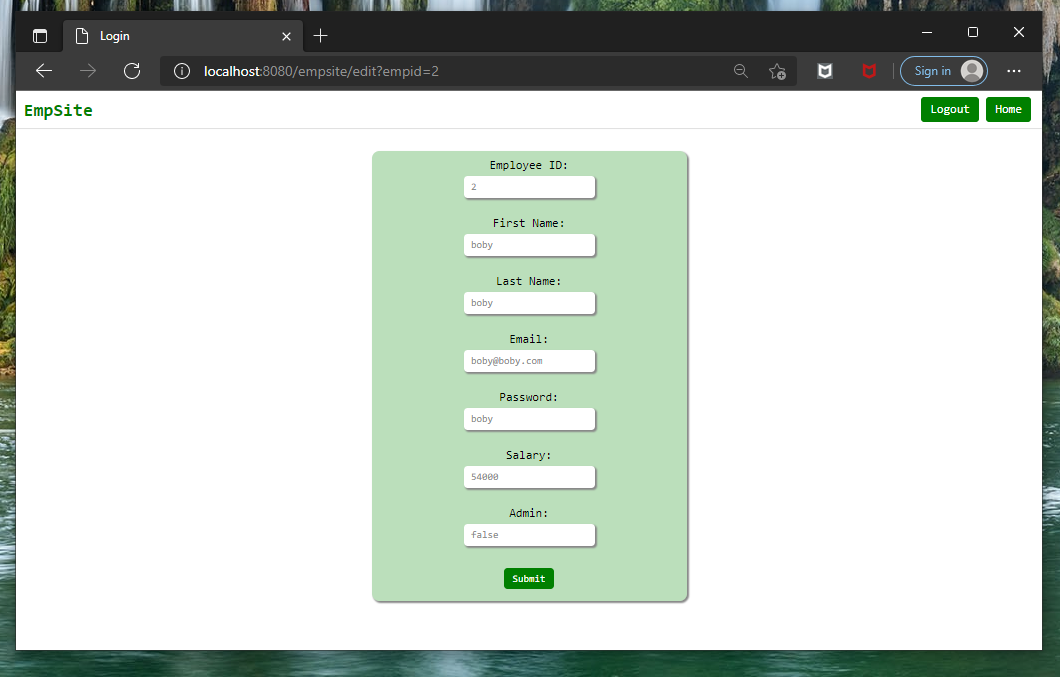 Login
localhost:8080/empsite/edit?empid=2
Sign in
EmpSite
Logout
Home
Employee ID:
2
First Name:
boby
Last Name:
boby
Email:
boby@boby.com
Password:
boby
Salary:
54000
Admin:
false
Submit